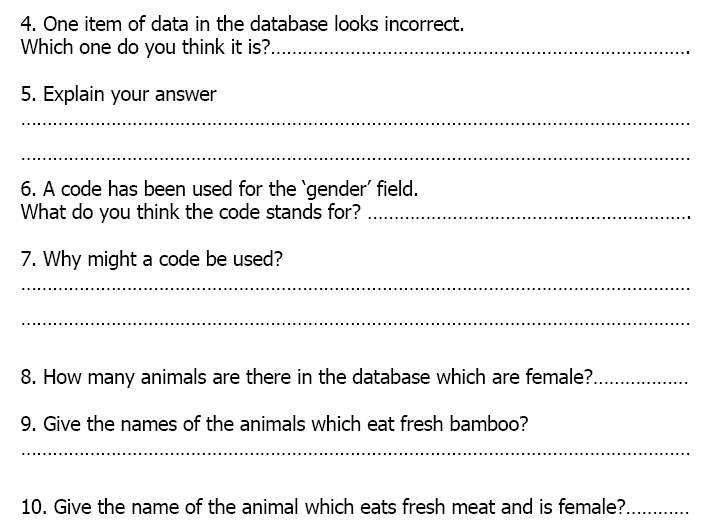 4. One item of data in the database looks incorrect.
Which one do you think it is?..............................................................................
5. Explain your answer
...............................................................................................................................
...............................................................................................................................
6. A code has been used for the ‘gender’ field.
What do you think the code stands for? .............................................................
7. Why might a code be used?
...............................................................................................................................
...............................................................................................................................
8. How many animals are there in the database which are female?..................
9. Give the names of the animals which eat fresh bamboo?
...............................................................................................................................
10. Give the name of the animal which eats fresh meat and is female?............